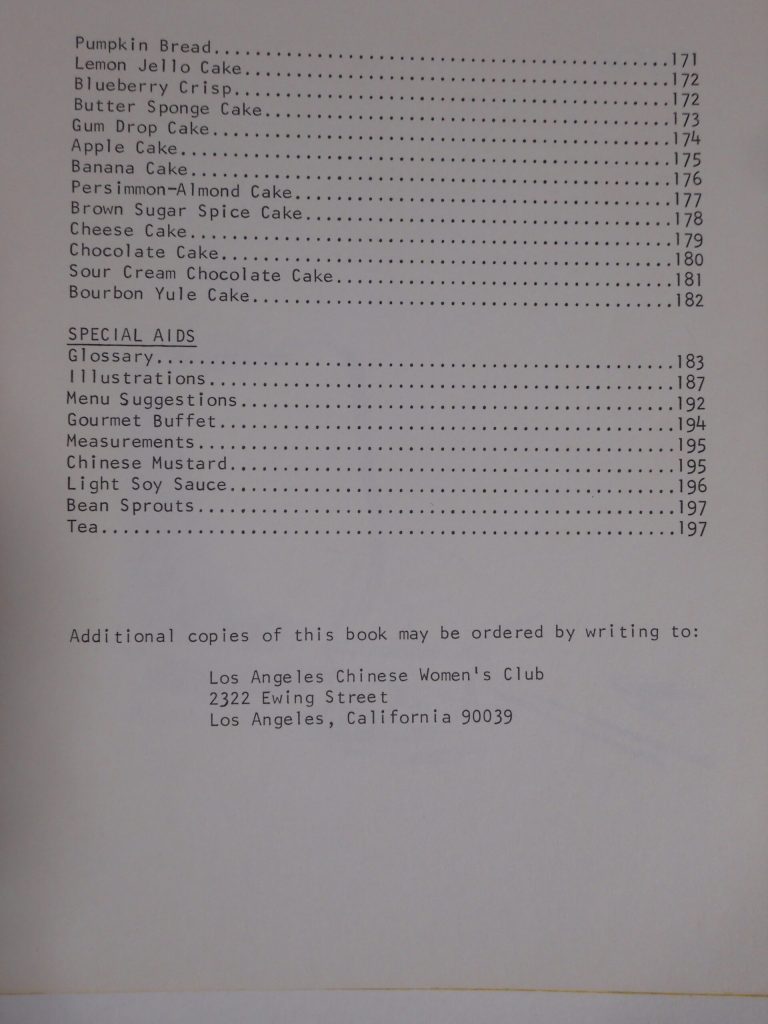 Pumpkin Bread...........................................171
Lemon Jello Cake........................................172
Blueberry Crisp.........................................172
Butter Sponge Cake......................................173
Gum Drop Cake...........................................174
Apple Cake..............................................175
Banana Cake.............................................176
Persimmon-Almond Cake...................................177
Brown Sugar Spice Cake..................................178
Cheese Cake.............................................179
Chocolate Cake..........................................180
Sour Cream Chocolate Cake...............................181
Bourbon Yule Cake.......................................182
SPECIAL AIDS
Glossary................................................183
Illustrations...........................................187
Menu Suggestions........................................192
Gourmet Buffet..........................................194
Measurements............................................195
Chinese Mustard.........................................195
Light Soy Sauce.........................................196
Bean Sprouts............................................197
Tea.....................................................197
Additional copies of this book may be ordered by writing to:
Los Angeles Chinese Women's Club
2322 Ewing Street
Los Angeles, California 90039